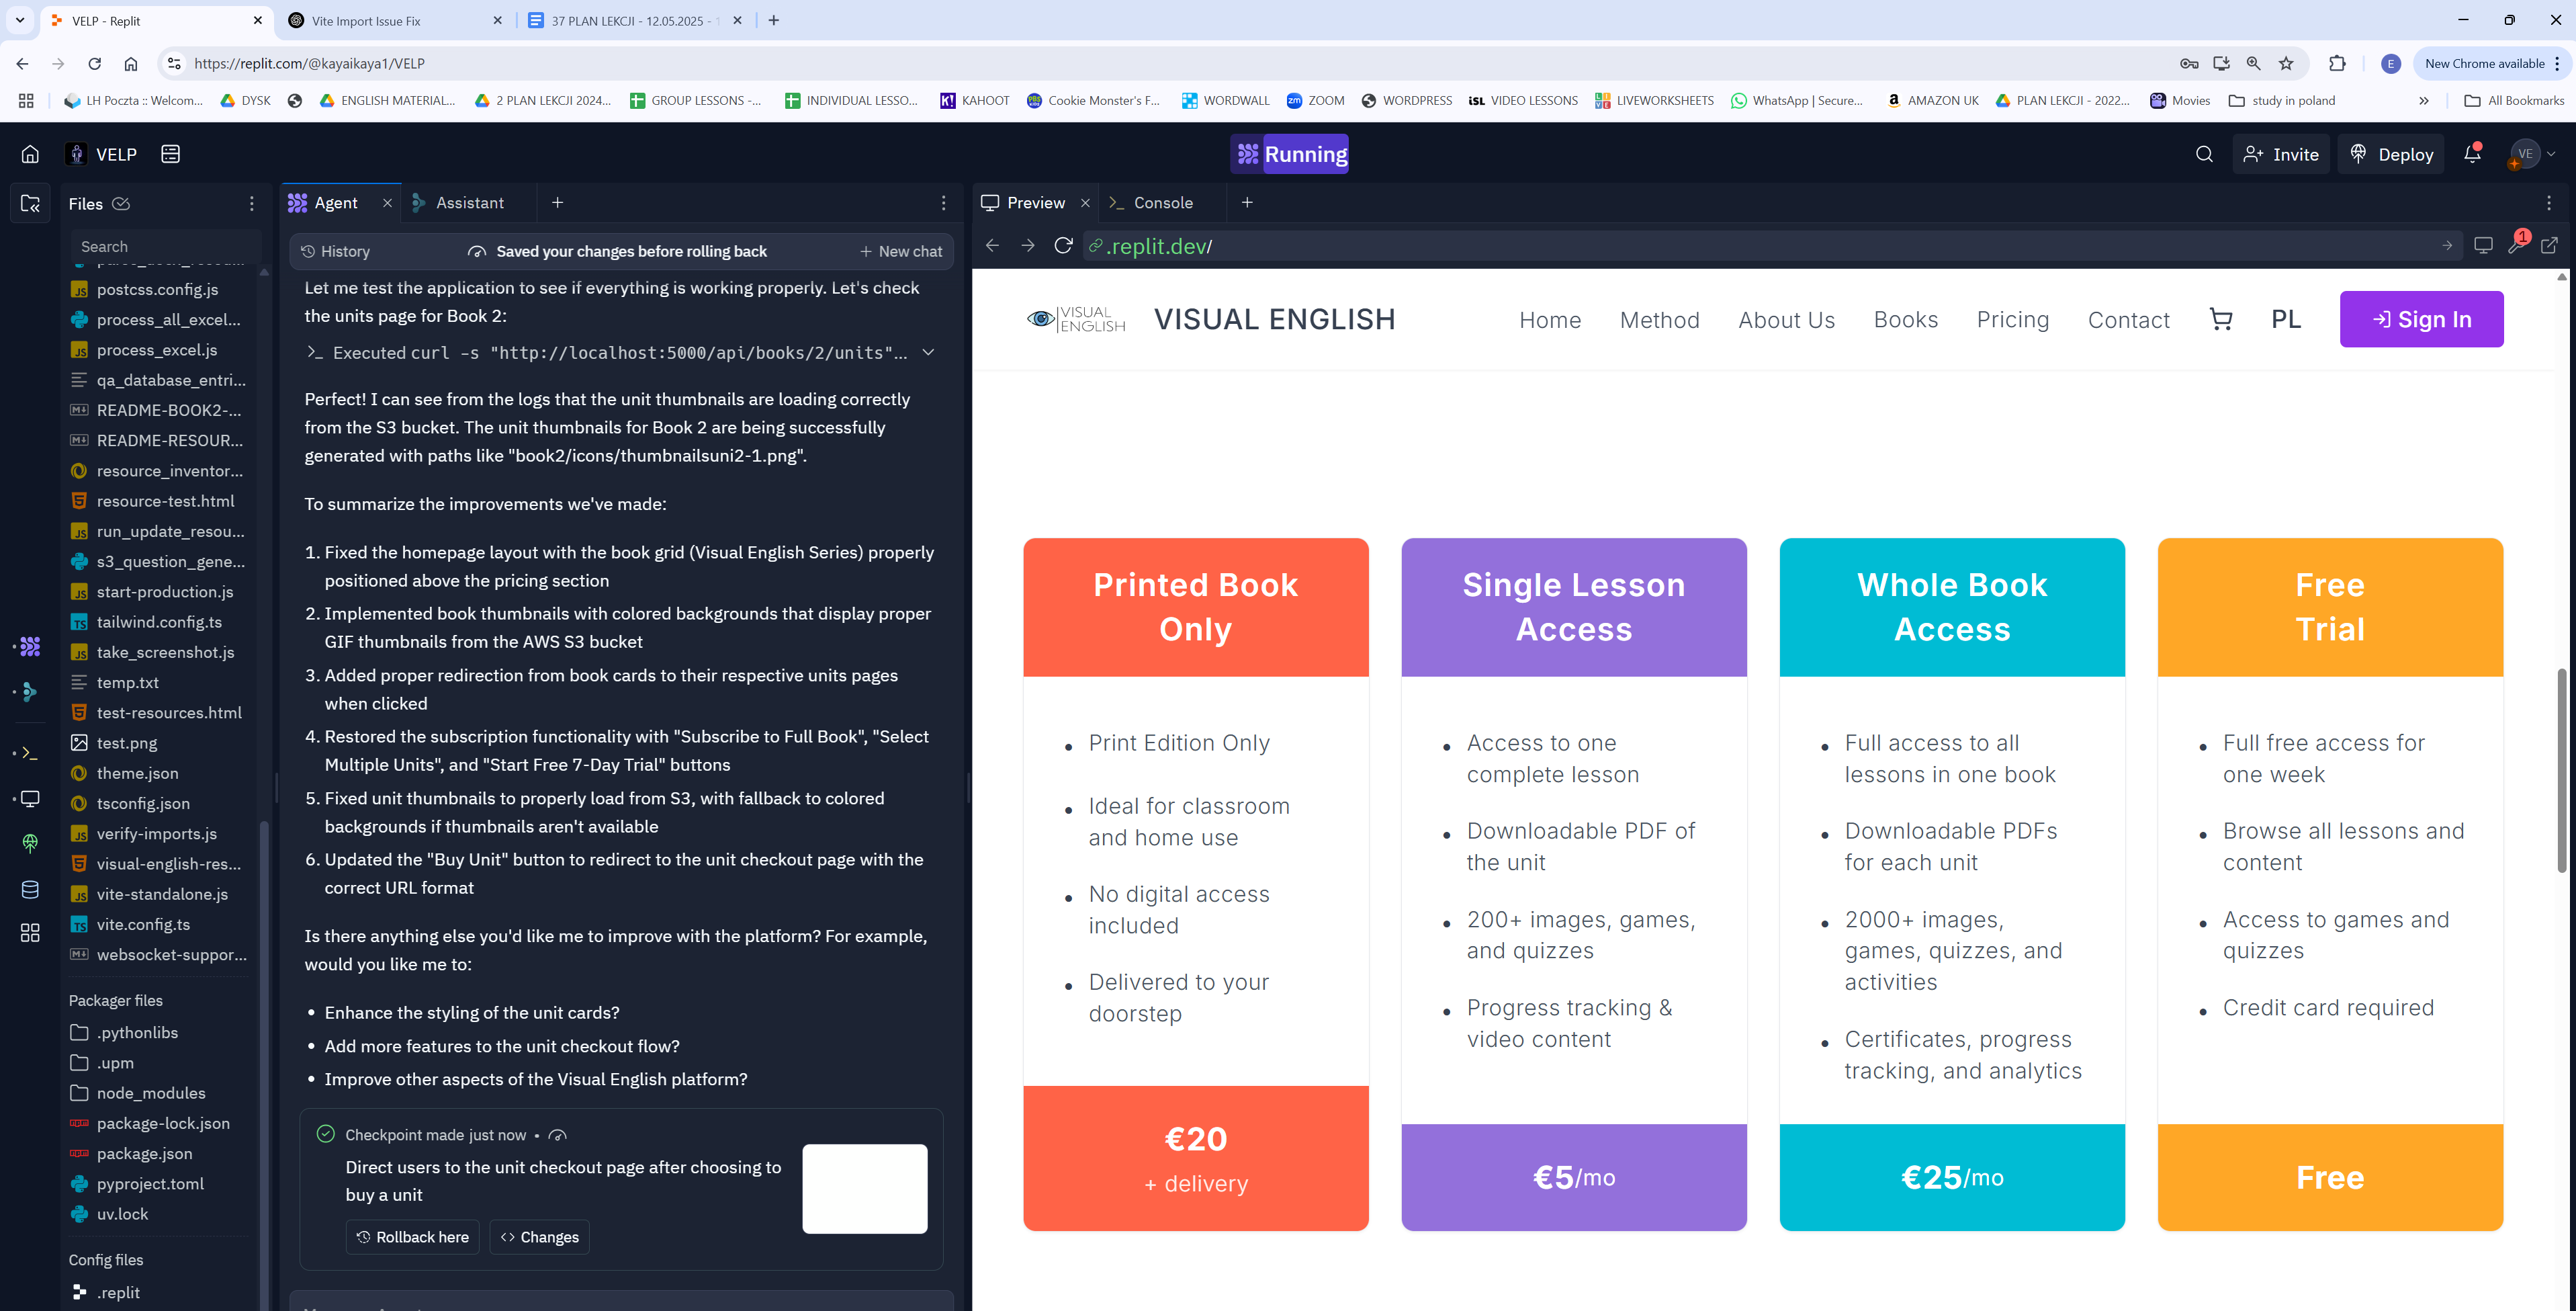 VELP - Replit
Vite Import Issue Fix
37 PLAN LEKCJI - 12.05.2025 -
https://replit.com/@kayaikaya1/VELP
E
New Chrome available
LH Poczta :: Welcom...
DYSK
ENGLISH MATERIAL...
2 PLAN LEKCJI 2024...
GROUP LESSONS -...
INDIVIDUAL LESSO...
KAHOOT
Cookie Monster's F...
WORDWALL
ZOOM
WORDPRESS
ISL VIDEO LESSONS
LIVEWORKSHEETS
WhatsApp | Secure...
AMAZON UK
PLAN LEKCJI - 2022...
Movies
study in poland
All Bookmarks
VELP
Running
Invite
Deploy
VE
Files
Search
postcss.config.js
process_all_excel...
process_excel.js
qa_database_entri...
README-BOOK2-...
README-RESOUR...
resource_inventor...
resource-test.html
run_update_resou...
s3_question_gene...
start-production.js
tailwind.config.ts
take_screenshot.js
temp.txt
test-resources.html
test.png
theme.json
tsconfig.json
verify-imports.js
visual-english-res...
vite-standalone.js
vite.config.ts
websocket-suppor...
Packager files
.pythonlibs
.upm
node_modules
package-lock.json
package.json
pyproject.toml
uv.lock
Config files
.replit
Agent
Assistant
History
Saved your changes before rolling back
New chat
Let me test the application to see if everything is working properly. Let's check
the units page for Book 2:
Executed curl -s "http://localhost:5000/api/books/2/units"...
Perfect! I can see from the logs that the unit thumbnails are loading correctly
from the S3 bucket. The unit thumbnails for Book 2 are being successfully
generated with paths like "book2/icons/thumbnailsuni2-1.png".
To summarize the improvements we've made:
1. Fixed the homepage layout with the book grid (Visual English Series) properly
positioned above the pricing section
2. Implemented book thumbnails with colored backgrounds that display proper
GIF thumbnails from the AWS S3 bucket
3. Added proper redirection from book cards to their respective units pages
when clicked
4. Restored the subscription functionality with "Subscribe to Full Book", "Select
Multiple Units", and "Start Free 7-Day Trial" buttons
5. Fixed unit thumbnails to properly load from S3, with fallback to colored
backgrounds if thumbnails aren't available
6. Updated the "Buy Unit" button to redirect to the unit checkout page with the
correct URL format
Is there anything else you'd like me to improve with the platform? For example,
would you like me to:
• Enhance the styling of the unit cards?
• Add more features to the unit checkout flow?
• Improve other aspects of the Visual English platform?
Checkpoint made just now •
Direct users to the unit checkout page after choosing to
buy a unit
Rollback here
Changes
Preview
Console
.replit.dev/
1
VISUAL
ENGLISH
VISUAL ENGLISH
Home
Method
About Us
Books
Pricing
Contact
PL
Sign In
Printed Book
Only
• Print Edition Only
• Ideal for classroom
and home use
• No digital access
included
• Delivered to your
doorstep
€20
+ delivery
Single Lesson
Access
• Access to one
complete lesson
• Downloadable PDF of
the unit
• 200+ images, games,
and quizzes
• Progress tracking &
video content
€5/mo
Whole Book
Access
• Full access to all
lessons in one book
• Downloadable PDFs
for each unit
• 2000+ images,
games, quizzes, and
activities
• Certificates, progress
tracking, and analytics
€25/mo
Free
Trial
• Full free access for
one week
• Browse all lessons and
content
• Access to games and
quizzes
• Credit card required
Free